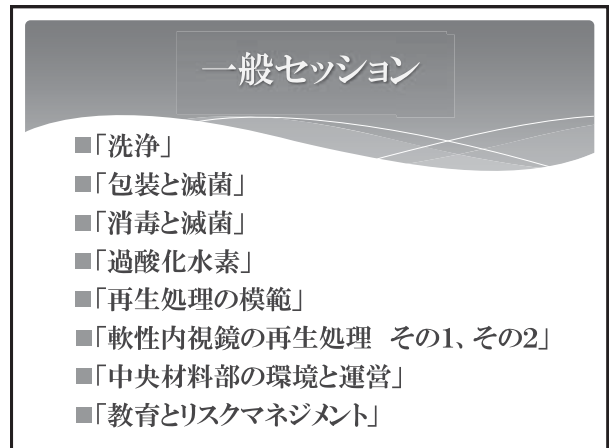 一般セッション
■「洗浄」
■「包装と滅菌」
■「消毒と滅菌」
■「過酸化水素」
■「再生処理の模範」
■「軟性内視鏡の再生処理　その1、その2」
■「中央材料部の環境と運営」
■「教育とリスクマネジメント」